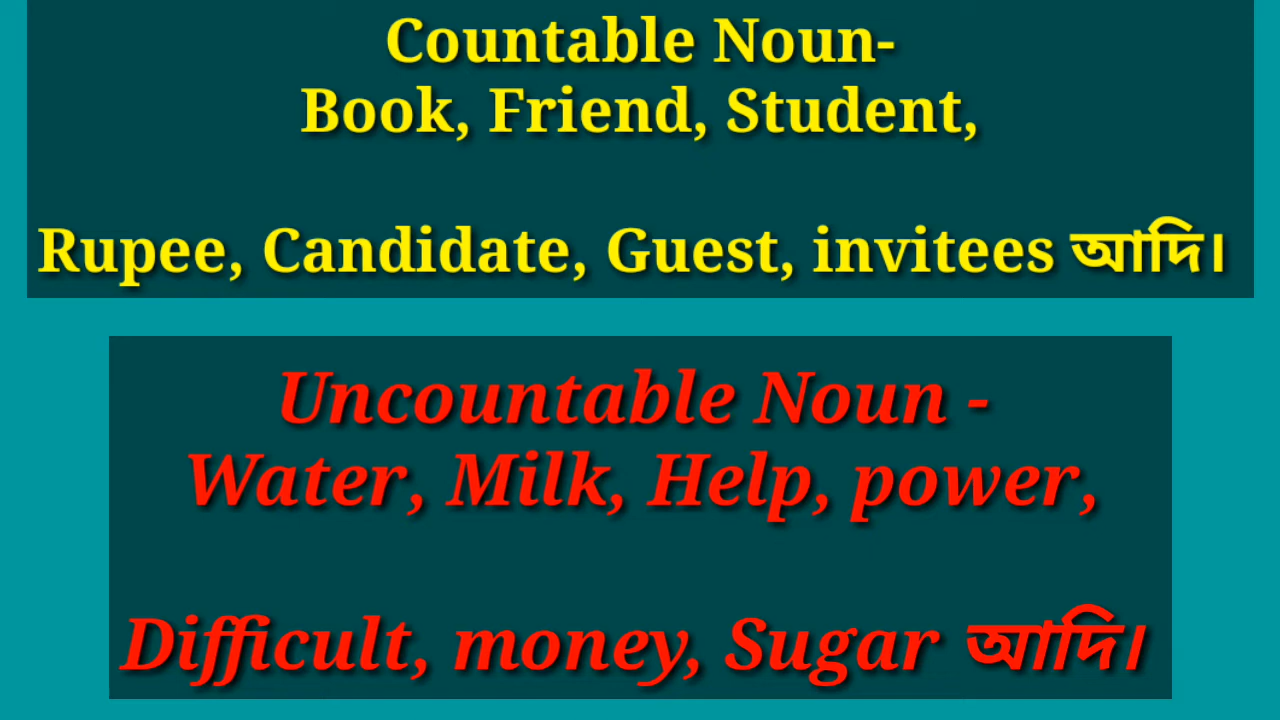 Countable Noun-
Book, Friend, Student,
Rupee, Candidate, Guest, invitees আদি।
Uncountable Noun -
Water, Milk, Help, power,
Difficult, money, Sugar আদি।